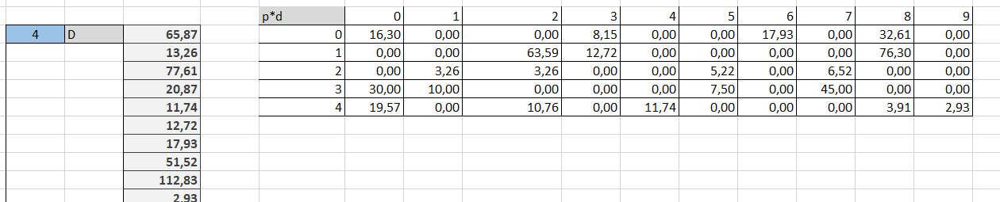 p*d 0 1 2 3 4 5 6 7 8 9
4 D 65,87 0 16,30 0,00 0,00 8,15 0,00 0,00 17,93 0,00 32,61 0,00
13,26 1 0,00 0,00 63,59 12,72 0,00 0,00 0,00 0,00 76,30 0,00
77,61 2 0,00 3,26 3,26 0,00 0,00 5,22 0,00 6,52 0,00 0,00
20,87 3 30,00 10,00 0,00 0,00 0,00 7,50 0,00 45,00 0,00 0,00
11,74 4 19,57 0,00 10,76 0,00 11,74 0,00 0,00 0,00 3,91 2,93
12,72
17,93
51,52
112,83
2,93